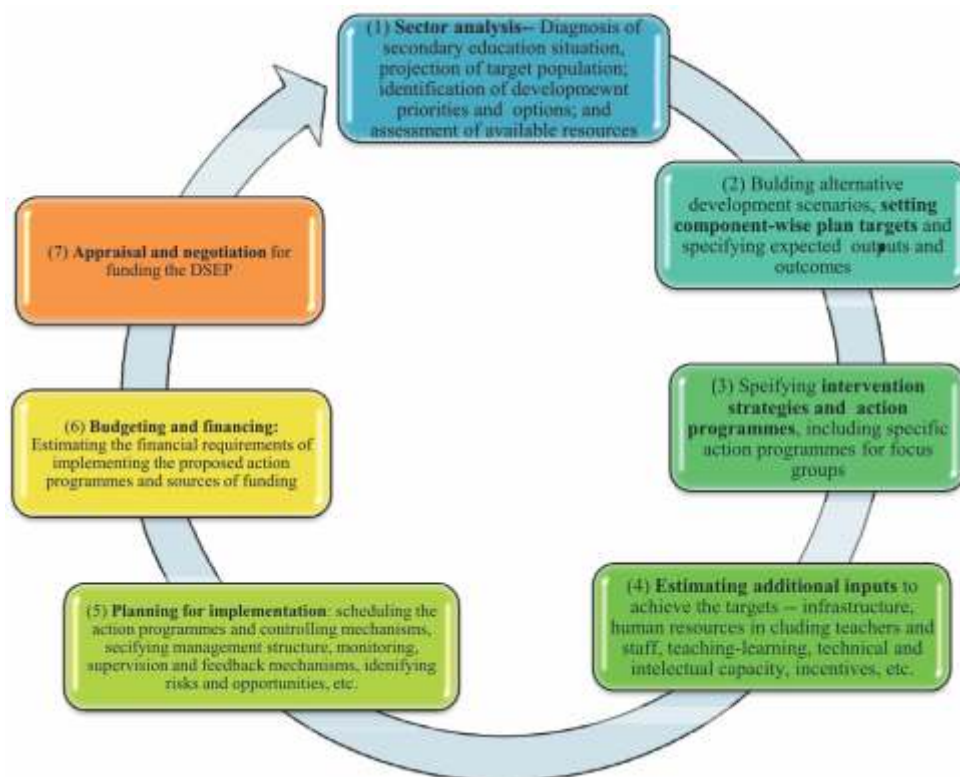 (1) Sector analysis-- Diagnosis of
secondary education situation,
projection of target population;
identification of developmewnt
priorities and options; and
assessment of available resources
(2) Bulding alternative
development scenarios, setting
component-wise plan targets and
specifying expected outputs and
outcomes
(3) Speifying intervention
strategies and action
programmes, including specific
action programmes for focus
groups
(4) Estimating additional inputs to
achieve the targets -- infrastructure,
human resources in cluding teachers and
staff, teaching-learning, technical and
intelectual capacity, incentives, etc.
(5) Planning for implementation: scheduling the
action programmes and controlling mechanisms,
secifying management structure, monitoring,
supervision and feedback mechanisms, idenifying
risks and opportunities, etc.
(6) Budgeting and financing:
Estimating the financial requirements of
implementing the proposed action
programmes and sources of funding
(7) Appraisal and negotiation for
funding the DSEP